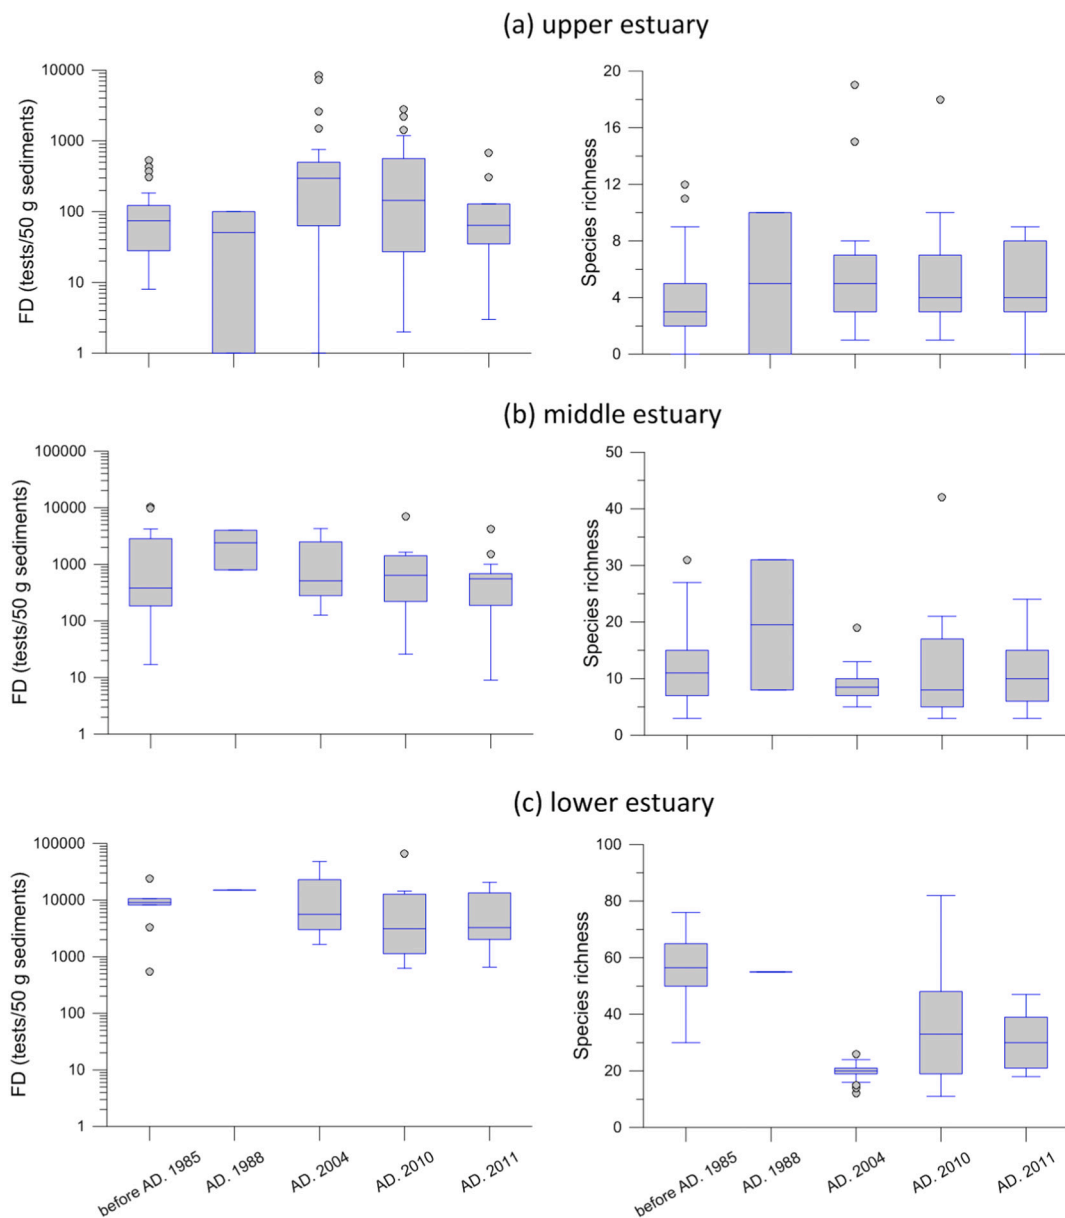 (a) upper estuary
FD (tests/50 g sediments)
10000
1000
100
10
1
Species richness
20
16
12
8
4
0
(b) middle estuary
FD (tests/50 g sediments)
100000
10000
1000
100
10
1
Species richness
50
40
30
20
10
0
(c) lower estuary
FD (tests/50 g sediments)
100000
10000
1000
100
10
1
before AD. 1985
AD. 1988
AD. 2004
AD. 2010
AD. 2011
Species richness
100
80
60
40
20
0
before AD. 1985
AD. 1988
AD. 2004
AD. 2010
AD. 2011